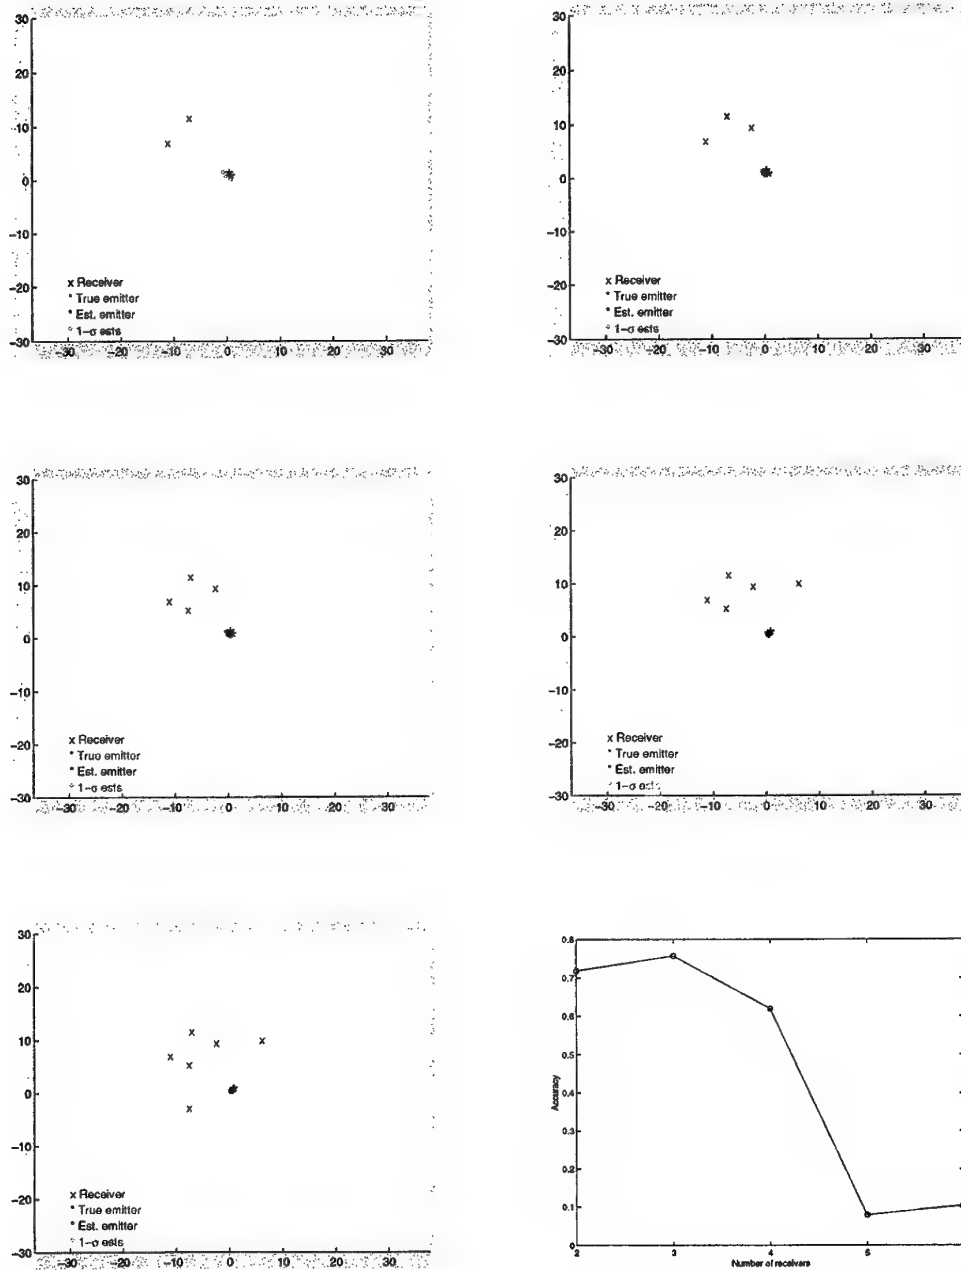 30
20
10
0
−10
−20
−30
x Receiver
* True emitter
* Est. emitter
○ 1−σ ests
−30 −20 −10 0 10 20 30
30
20
10
0
−10
−20
−30
x Receiver
* True emitter
* Est. emitter
○ 1−σ ests
−30 −20 −10 0 10 20 30
30
20
10
0
−10
−20
−30
x Receiver
* True emitter
* Est. emitter
○ 1−σ ests
−30 −20 −10 0 10 20 30
30
20
10
0
−10
−20
−30
x Receiver
* True emitter
* Est. emitter
○ 1−σ ests
−30 −20 −10 0 10 20 30
30
20
10
0
−10
−20
−30
x Receiver
* True emitter
* Est. emitter
○ 1−σ ests
−30 −20 −10 0 10 20 30
0.8
0.7
0.6
0.5
0.4
0.3
0.2
0.1
0
Accuracy
2 3 4 5
Number of receivers